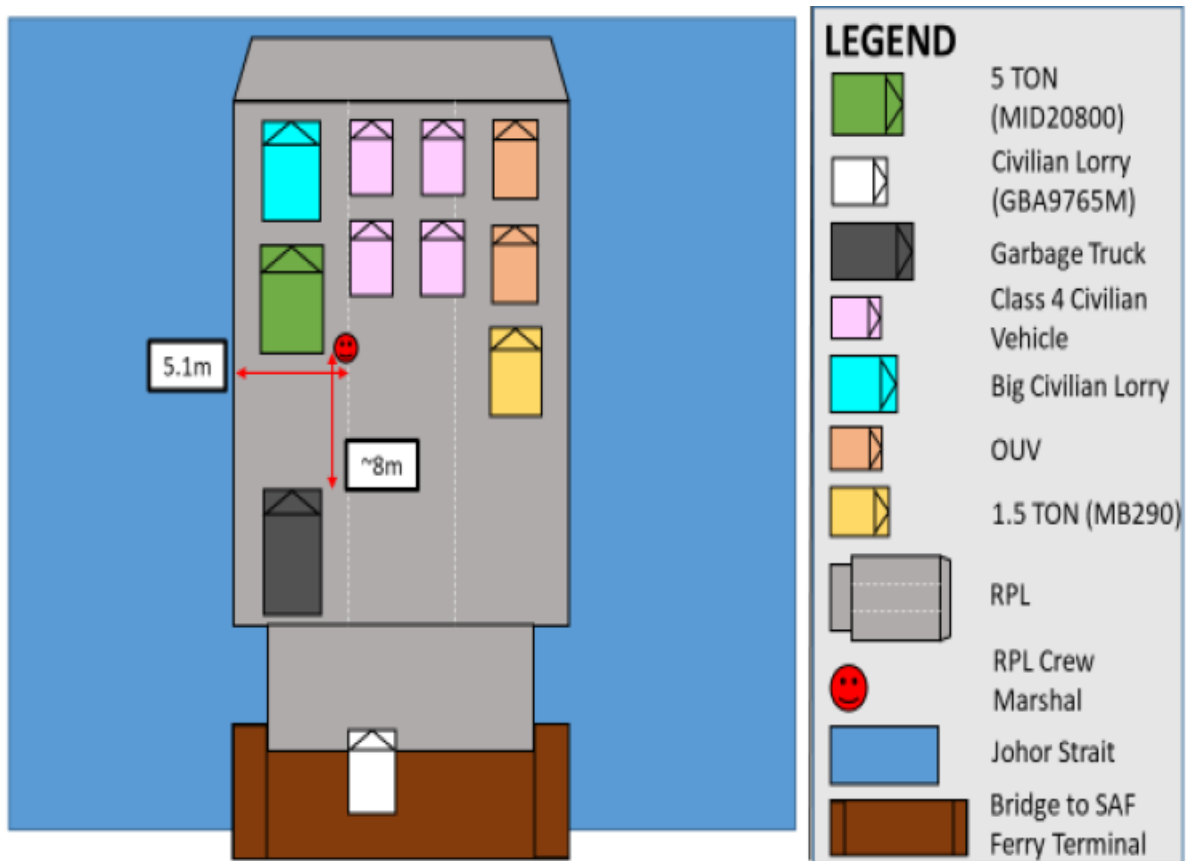 5.1m
~8m
LEGEND
5 TON
(MID20800)
Civilian Lorry
(GBA9765M)
Garbage Truck
Class 4 Civilian
Vehicle
Big Civilian Lorry
OUV
1.5 TON (MB290)
RPL
RPL Crew
Marshal
Johor Strait
Bridge to SAF
Ferry Terminal